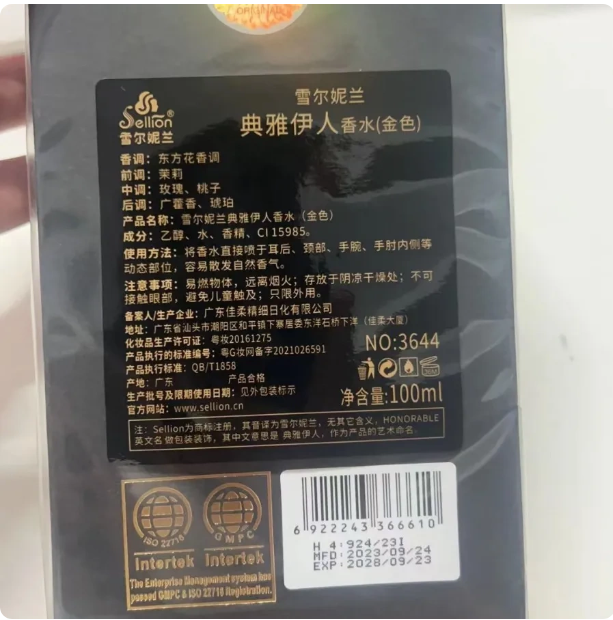 ORIGINAL
Sellion®
雪尔妮兰
雪尔妮兰
典雅伊人香水(金色)
香调：东方花香调
前调：茉莉
中调：玫瑰、桃子
后调：广藿香、琥珀
产品名称：雪尔妮兰典雅伊人香水（金色）
成分：乙醇、水、香精、CI 15985。
使用方法：将香水直接喷于耳后、颈部、手腕、手肘内侧等
动态部位，容易散发自然香气。
注意事项：易燃物体，远离烟火；存放于阴凉干燥处；不可
接触眼部，避免儿童触及；只限外用。
备案人/生产企业：广东佳柔精细日化有限公司
地址：广东省汕头市潮阳区和平镇下寨居委东洋石桥下洋（佳柔大厦）
化妆品生产许可证：粤妆20161275
产品执行的标准编号：粤G妆网备字2021026591
产品执行标准：QB/T1858
产地：广东 产品合格
生产批号及限期使用日期：见外包装标示
官方网站：www.sellion.cn
NO:3644
净含量:100ml
注：Sellion为商标注册，其音译为雪尔妮兰，无其它含义，HONORABLE
英文名做包装装饰，其中文意思是 典雅伊人，作为产品的艺术命名。
ISO 22716 GMPC
Intertek Intertek
The Enterprise Management system has
passed GMPC & ISO 22716 Registration.
6 922243 366610
H 4:924/23I
MFD:2023/09/24
EXP:2028/09/23